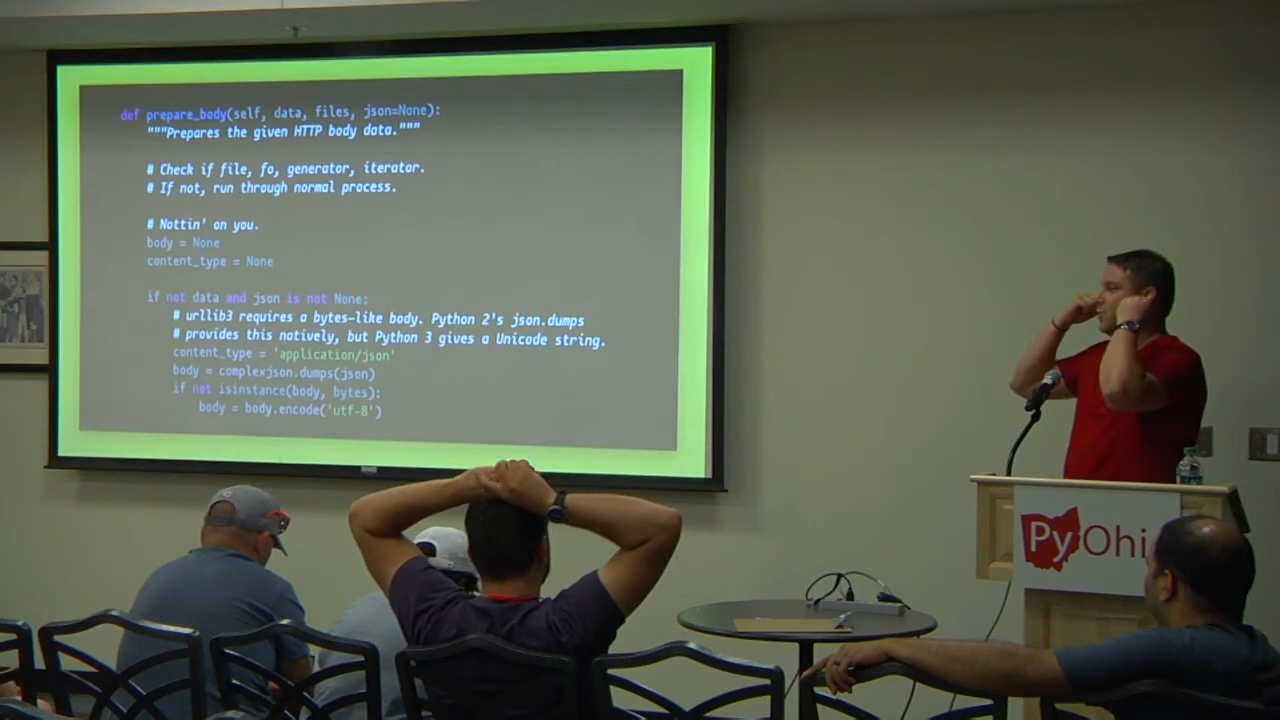 def prepare_body(self, data, files, json=None):
"""Prepares the given HTTP body data."""
# Check if file, fo, generator, iterator.
# If not, run through normal process.
# Nottin' on you.
body = None
content_type = None
if not data and json is not None:
# urllib3 requires a bytes-like body. Python 2's json.dumps
# provides this natively, but Python 3 gives a Unicode string.
content_type = 'application/json'
body = complexjson.dumps(json)
if not isinstance(body, bytes):
body = body.encode('utf-8')
PyOhi